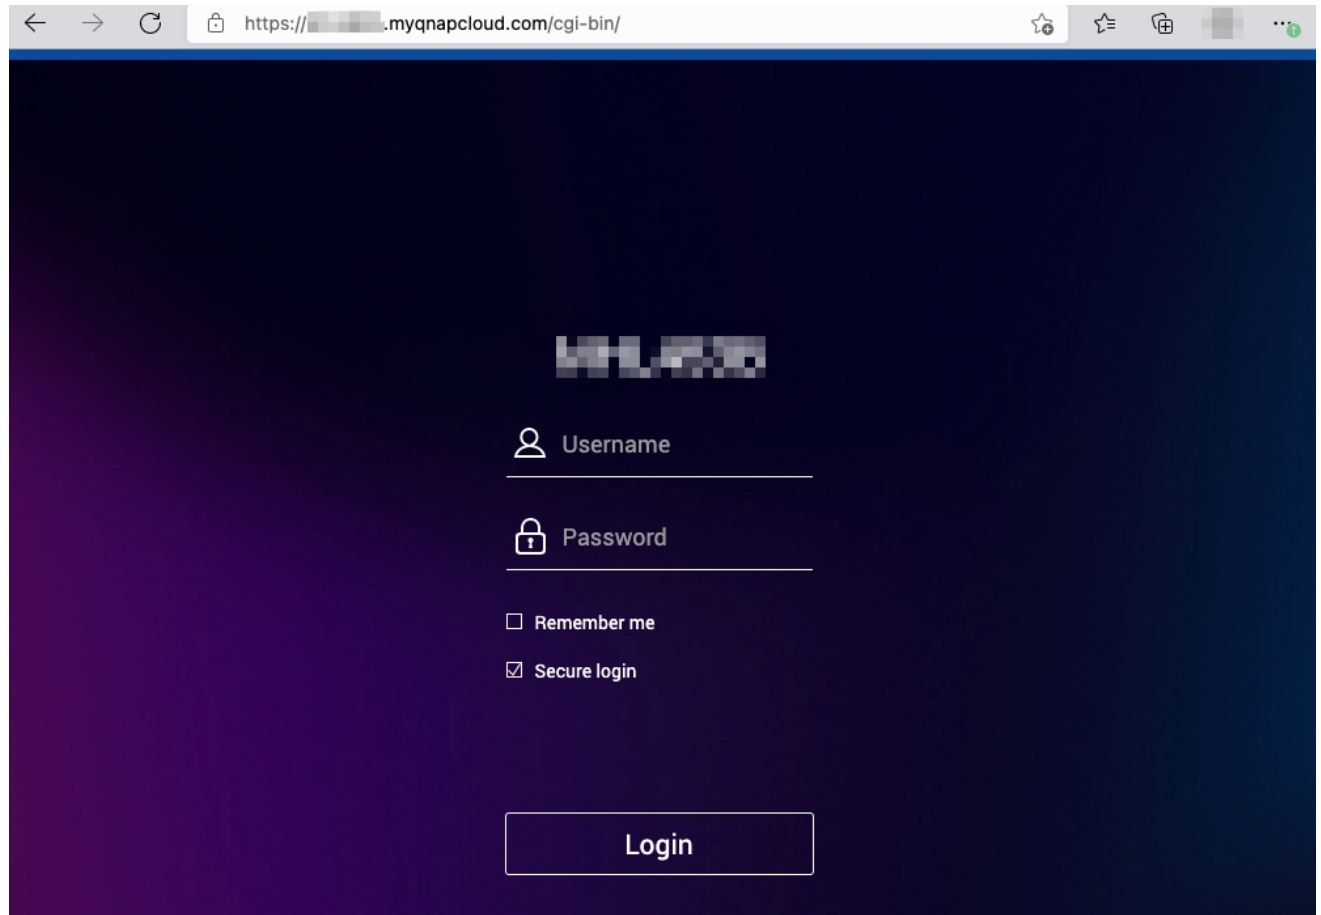 https://.myqnapcloud.com/cgi-bin/
Username
Password
Remember me
Secure login
Login